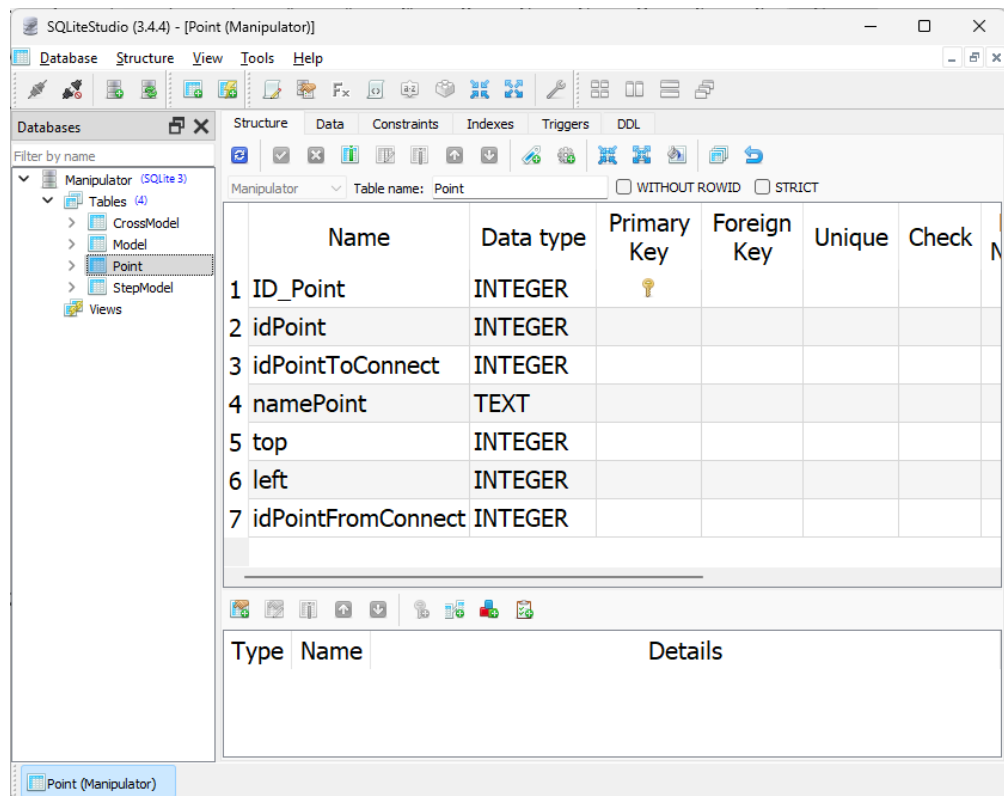 SQLiteStudio (3.4.4) - [Point (Manipulator)]
Database Structure View Tools Help
Databases
Filter by name
Manipulator (SQLite 3)
Tables (4)
CrossModel
Model
Point
StepModel
Views
Structure Data Constraints Indexes Triggers DDL
Manipulator Table name: Point WITHOUT ROWID STRICT
Name Data type Primary Key Foreign Key Unique Check
1 ID_Point INTEGER
2 idPoint INTEGER
3 idPointToConnect INTEGER
4 namePoint TEXT
5 top INTEGER
6 left INTEGER
7 idPointFromConnect INTEGER
Type Name Details
Point (Manipulator)